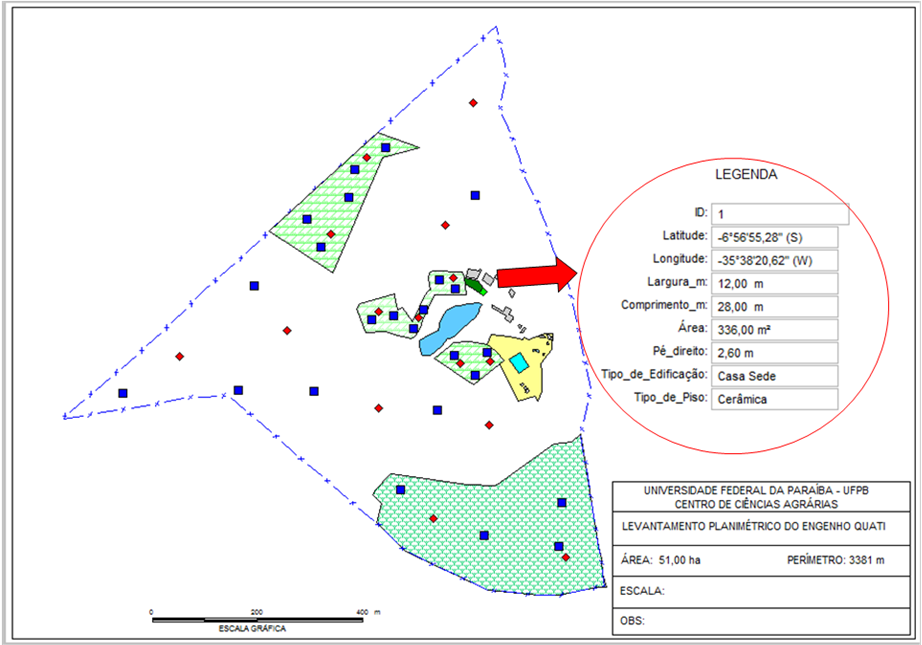 LEGENDA
ID: 1
Latitude: -6°56'55,28" (S)
Longitude: -35°38'20,62" (W)
Largura_m: 12,00 m
Comprimento_m: 28,00 m
Área: 336,00 m²
Pé_direito: 2,60 m
Tipo_de_Edificação: Casa Sede
Tipo_de_Piso: Cerâmica
UNIVERSIDADE FEDERAL DA PARAÍBA - UFPB
CENTRO DE CIÊNCIAS AGRÁRIAS
LEVANTAMENTO PLANIMÉTRICO DO ENGENHO QUATI
ÁREA: 51,00 ha PERÍMETRO: 3381 m
ESCALA:
OBS:
0 200 400 m
ESCALA GRÁFICA